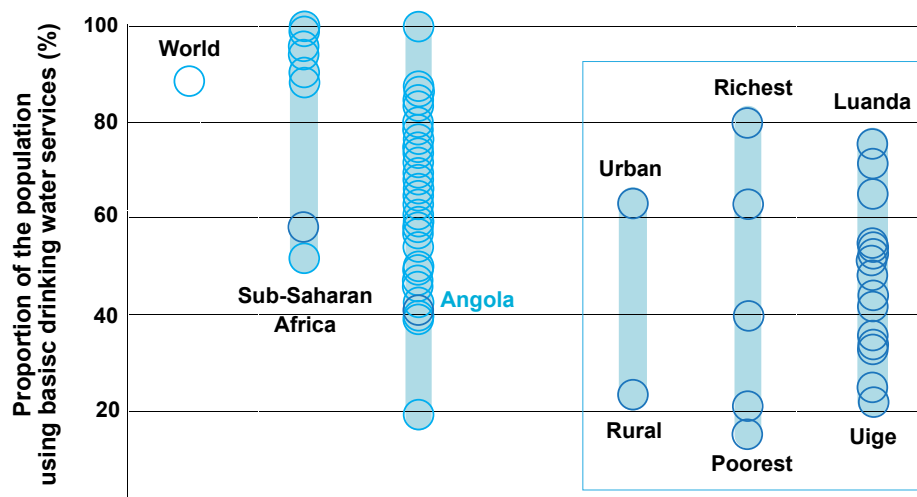 Proportion of the population
using basisc drinking water services (%)
100
80
60
40
20
World
Sub-Saharan
Africa
Angola
Urban
Rural
Richest
Poorest
Luanda
Uige